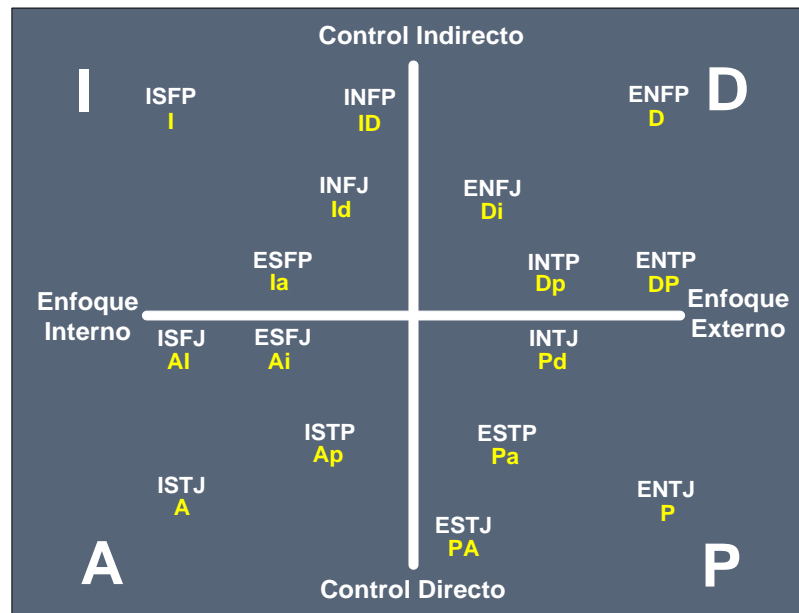 Control Indirecto
I
ISFP
I
INFP
ID
ENFP
D
D
INFJ
Id
ENFJ
Di
ESFP
Ia
INTP
Dp
ENTP
DP
Enfoque
Interno
Enfoque
Externo
ISFJ
AI
ESFJ
Ai
INTJ
Pd
ISTP
Ap
ESTP
Pa
ISTJ
A
ENTJ
P
ESTJ
PA
A
Control Directo
P